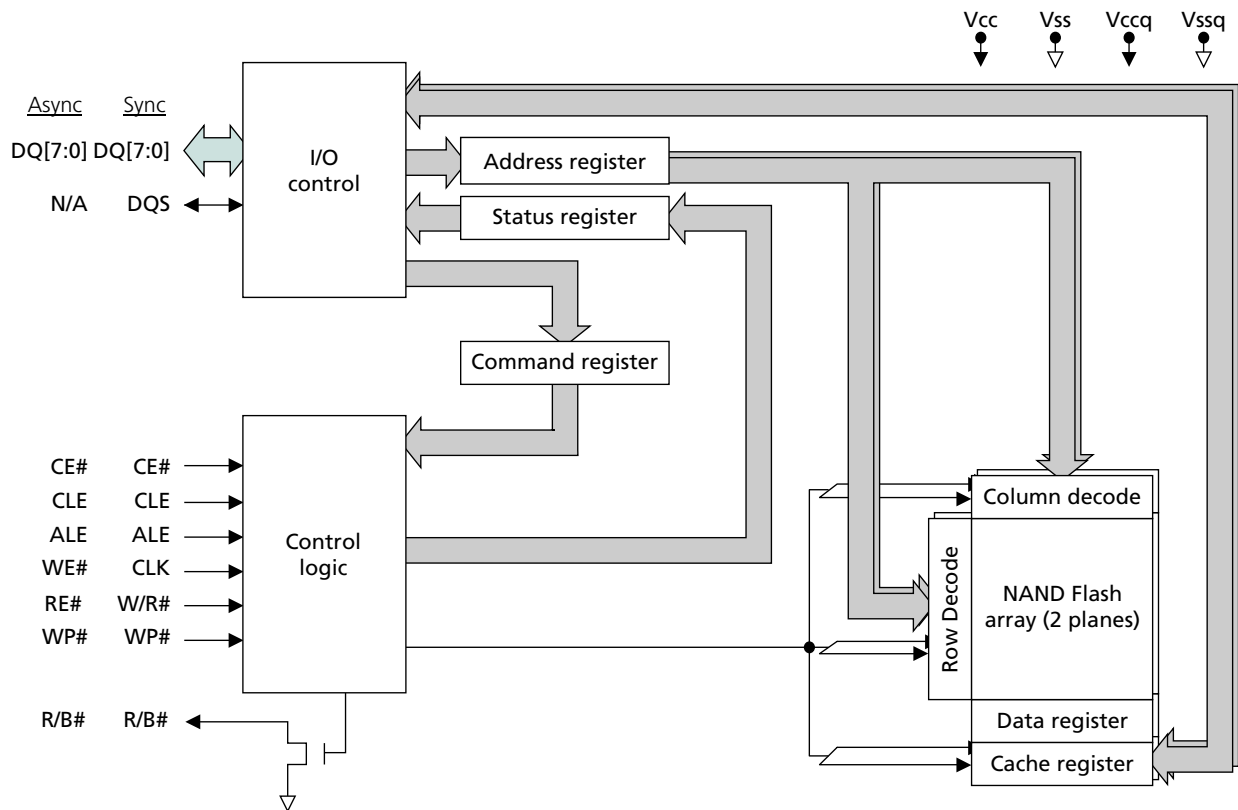 Vcc Vss Vccq Vssq
Async Sync
DQ[7:0] DQ[7:0]
N/A DQS
I/O
control
Address register
Status register
Command register
CE# CE#
CLE CLE
ALE ALE
WE# CLK
RE# W/R#
WP# WP#
R/B# R/B#
Control
logic
Column decode
Row Decode
NAND Flash
array (2 planes)
Data register
Cache register